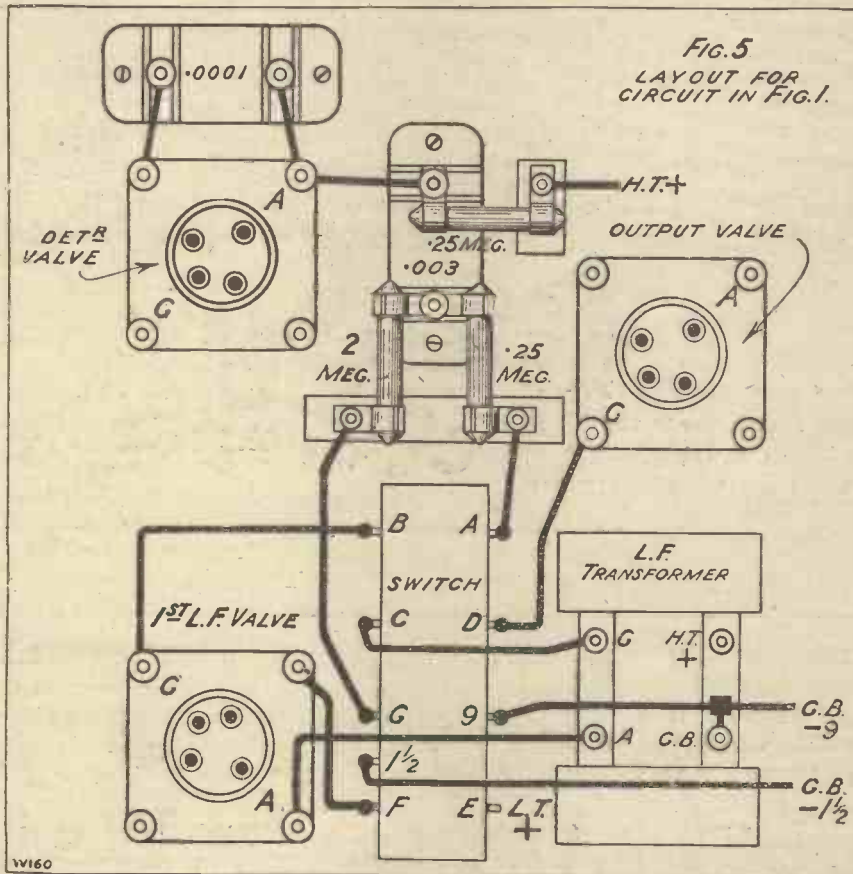 FIG.5
LAYOUT FOR
CIRCUIT IN FIG.1.
.0001
A
DETR
VALVE
G
H.T.+
.25 MEG.
.003
OUTPUT VALVE
A
G
2
MEG.
.25
MEG.
B
A
SWITCH
C
D
G
9
1½
F
E
L.T.
+
1ST L.F. VALVE
G
A
L.F.
TRANSFORMER
G
H.T.
+
A
G.B.
G.B.
-9
G.B.
-1½
W160